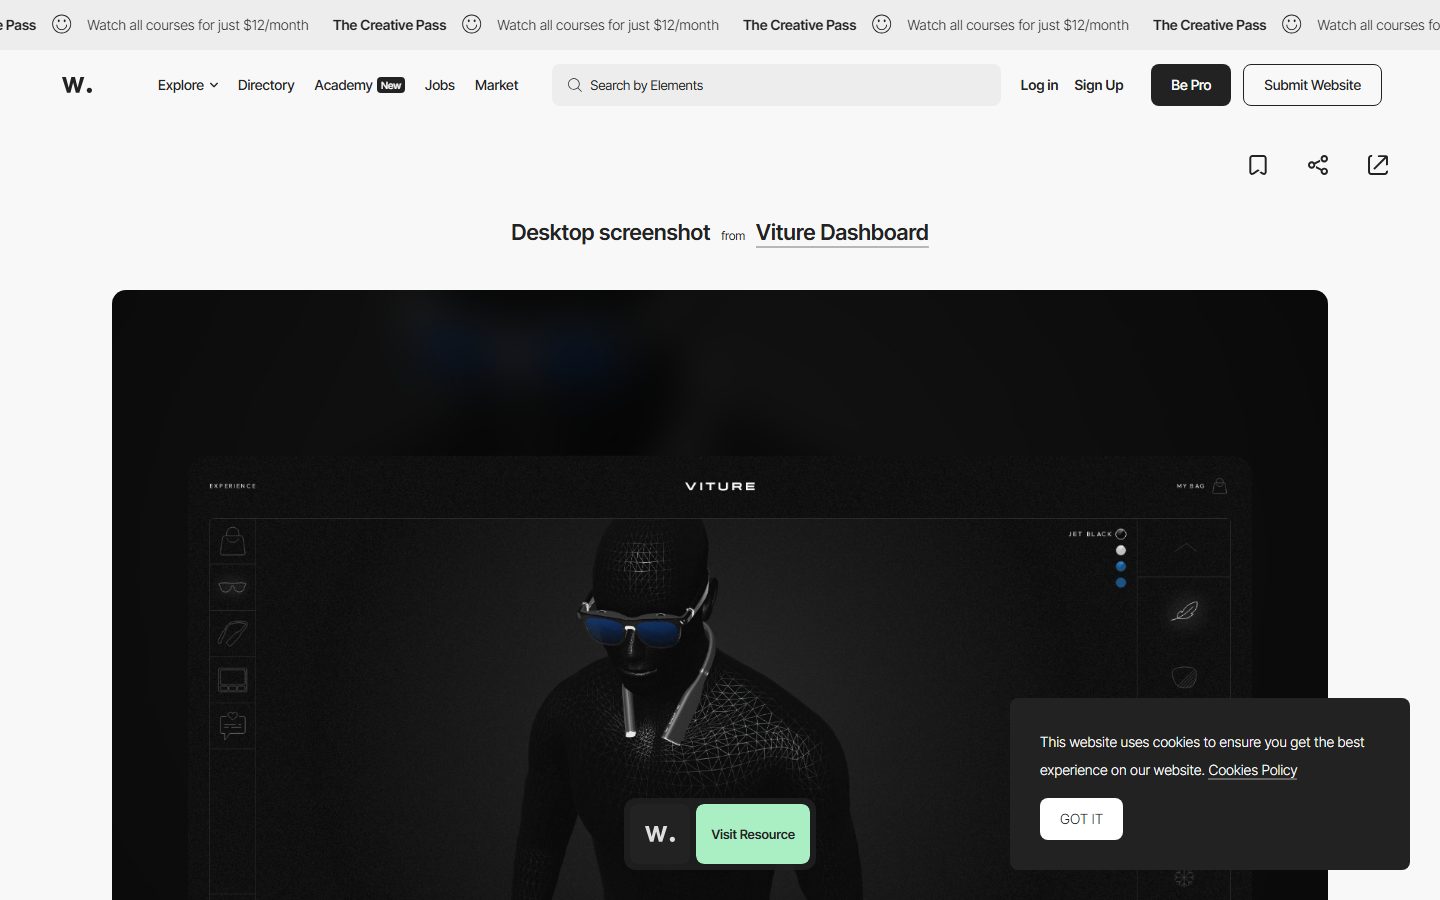 e Pass Watch all courses for just $12/month The Creative Pass Watch all courses for just $12/month The Creative Pass Watch all courses for just $12/month The Creative Pass Watch all courses fo
W. Explore Directory Academy New Jobs Market Search by Elements Log in Sign Up Be Pro Submit Website
Desktop screenshot from Viture Dashboard
EXPERIENCE VITURE MY BAG
JET BLACK
This website uses cookies to ensure you get the best
experience on our website. Cookies Policy
GOT IT
W. Visit Resource